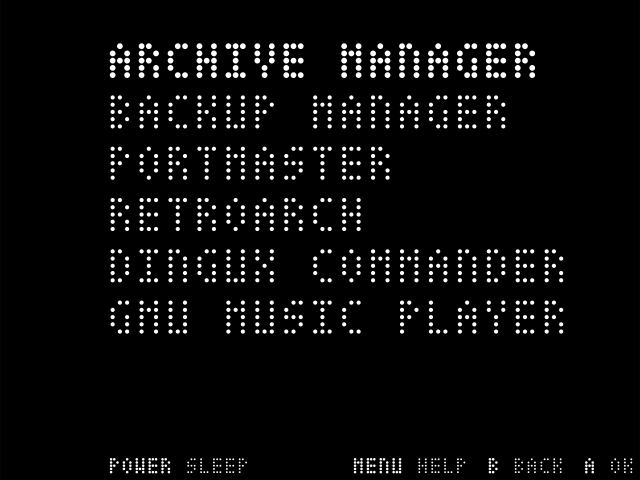 ARCHIVE MANAGER
BACKUP MANAGER
PORTMASTER
RETROARCH
DINGUX COMMANDER
GMU MUSIC PLAYER
POWER SLEEP MENU HELP B BACK A OK